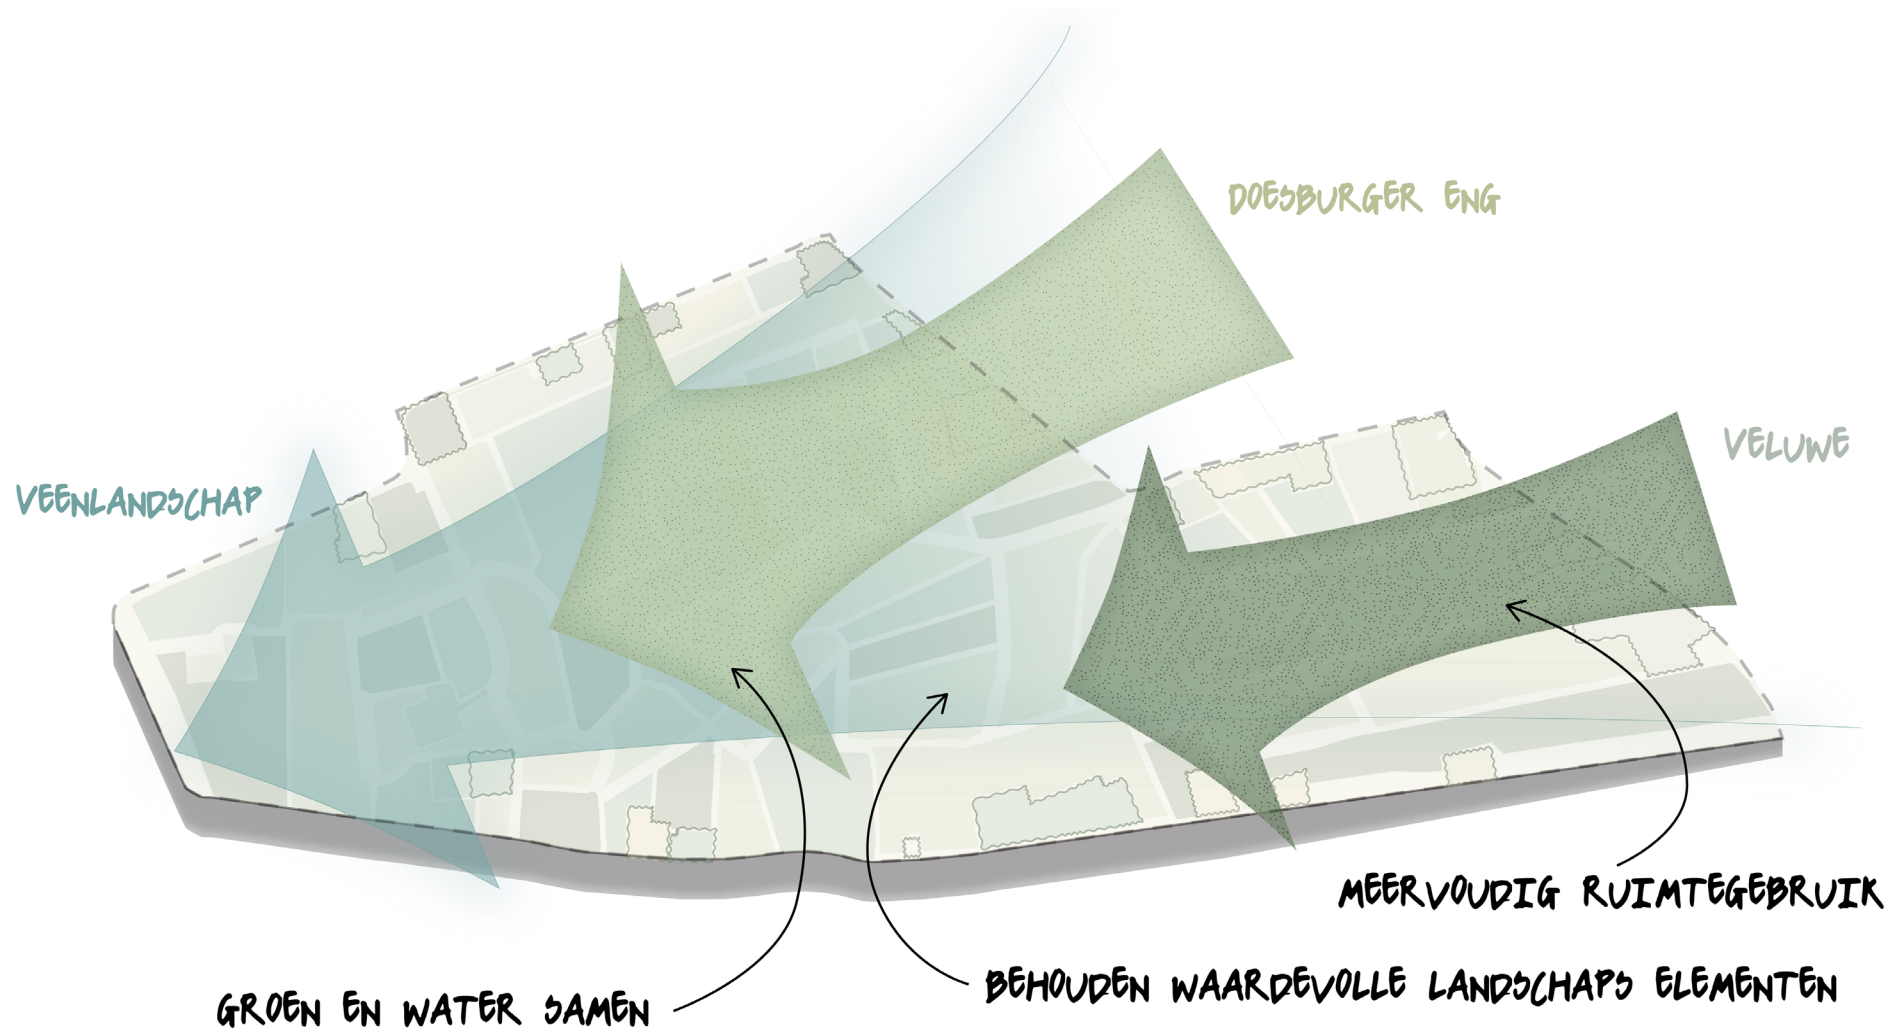 DOESBURGER ENG
VELUWE
VEENLANDSCHAP
MEERVOUDIG RUIMTEGEBRUIK
BEHOUDEN WAARDEVOLLE LANDSCHAPS ELEMENTEN
GROEN EN WATER SAMEN